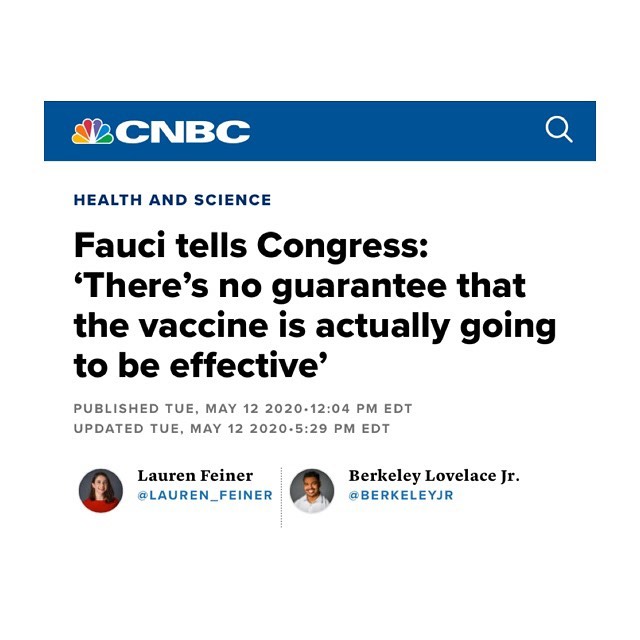 CNBC
HEALTH AND SCIENCE
Fauci tells Congress:
‘There’s no guarantee that
the vaccine is actually going
to be effective’
PUBLISHED TUE, MAY 12 2020•12:04 PM EDT
UPDATED TUE, MAY 12 2020•5:29 PM EDT
Lauren Feiner
@LAUREN_FEINER
Berkeley Lovelace Jr.
@BERKELEYJR